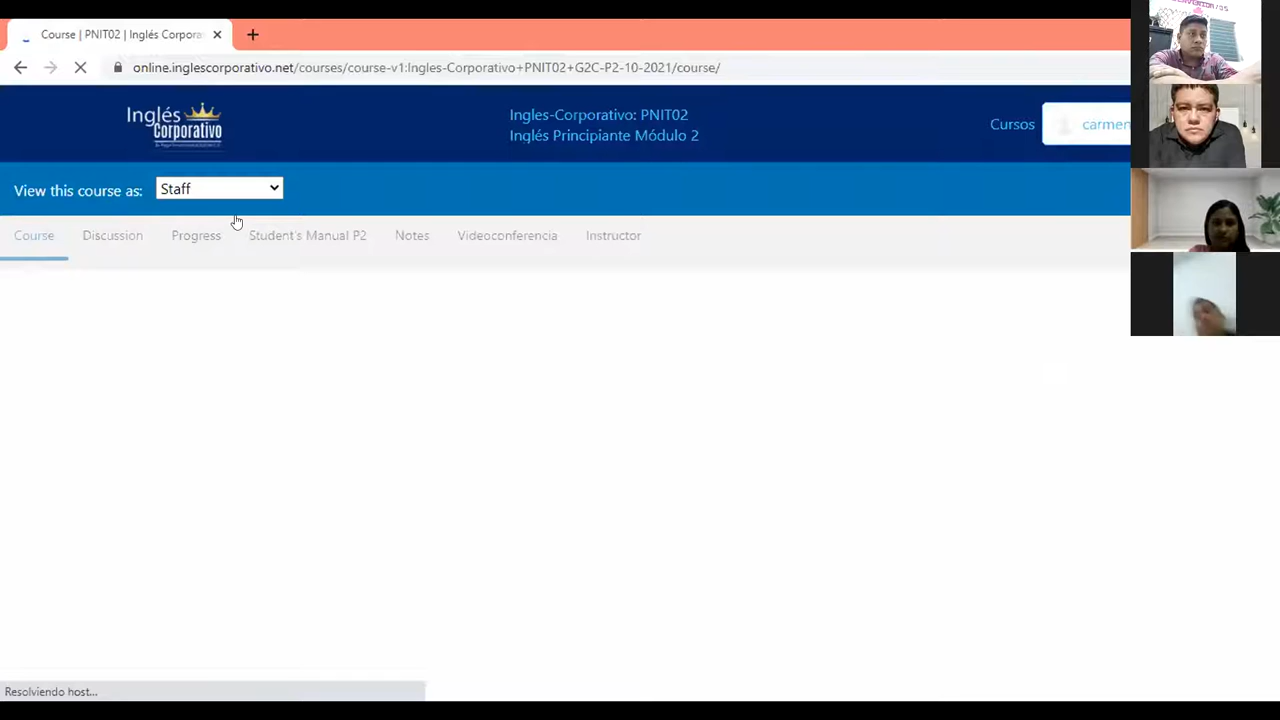 Course | PNIT02 | Inglés Corpora
online.inglescorporativo.net/courses/course-v1:Ingles-Corporativo+PNIT02+G2C-P2-10-2021/course/
Inglés
Corporativo
Ingles-Corporativo: PNIT02
Inglés Principiante Módulo 2
Cursos
carmen
View this course as:
Staff
Course
Discussion
Progress
Student's Manual P2
Notes
Videoconferencia
Instructor
Resolviendo host...